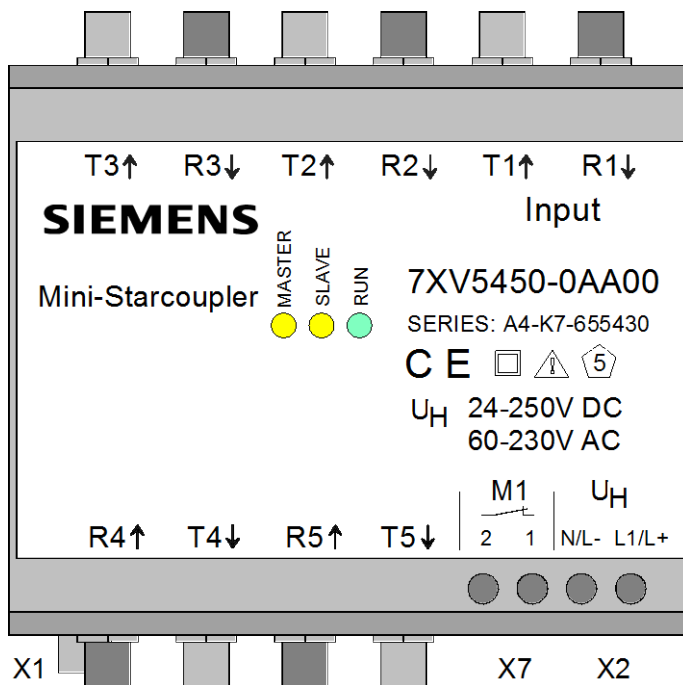 T3↑ R3↓ T2↑ R2↓ T1↑ R1↓
Input
SIEMENS
Mini-Starcoupler
MASTER
SLAVE
RUN
7XV5450-0AA00
SERIES: A4-K7-655430
CE 5
UH 24-250V DC
60-230V AC
M1 UH
R4↑ T4↓ R5↑ T5↓ 2 1 N/L- L1/L+
X1 X7 X2